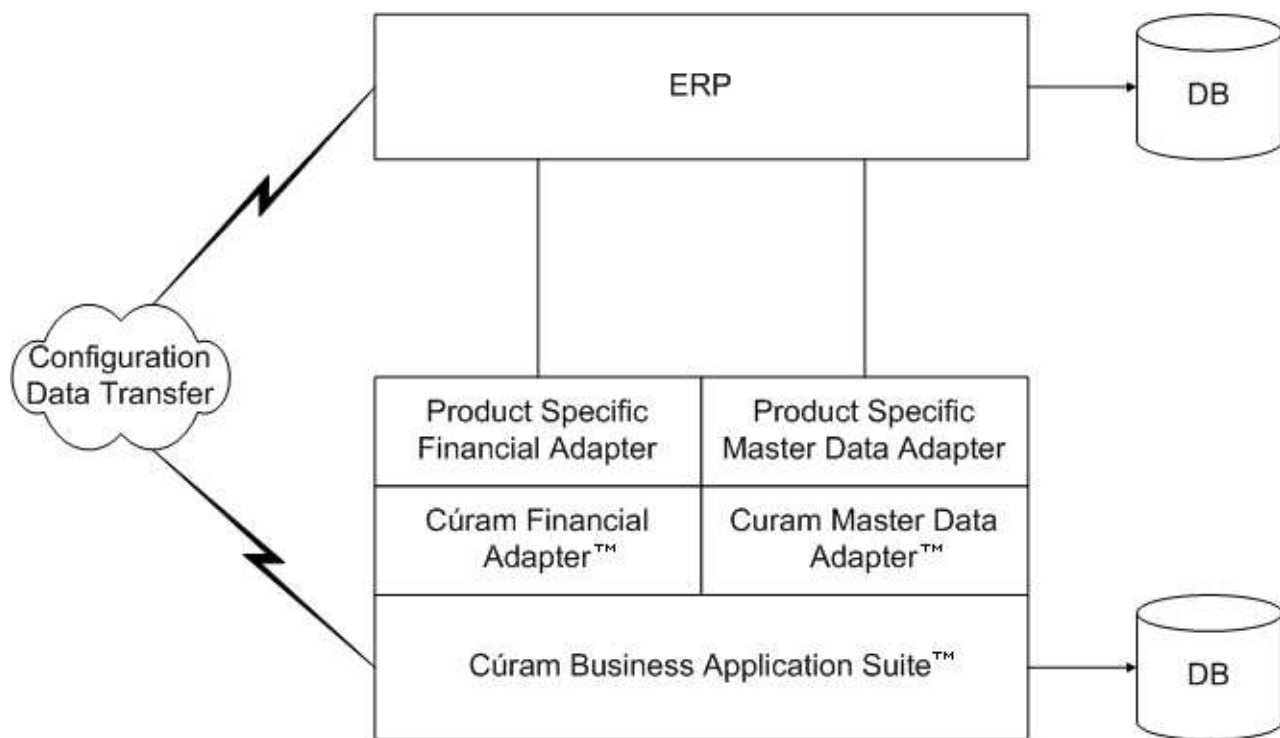 ERP
DB
Configuration
Data Transfer
Product Specific
Financial Adapter
Product Specific
Master Data Adapter
Cúram Financial
Adapter™
Curam Master Data
Adapter™
Cúram Business Application Suite™
DB